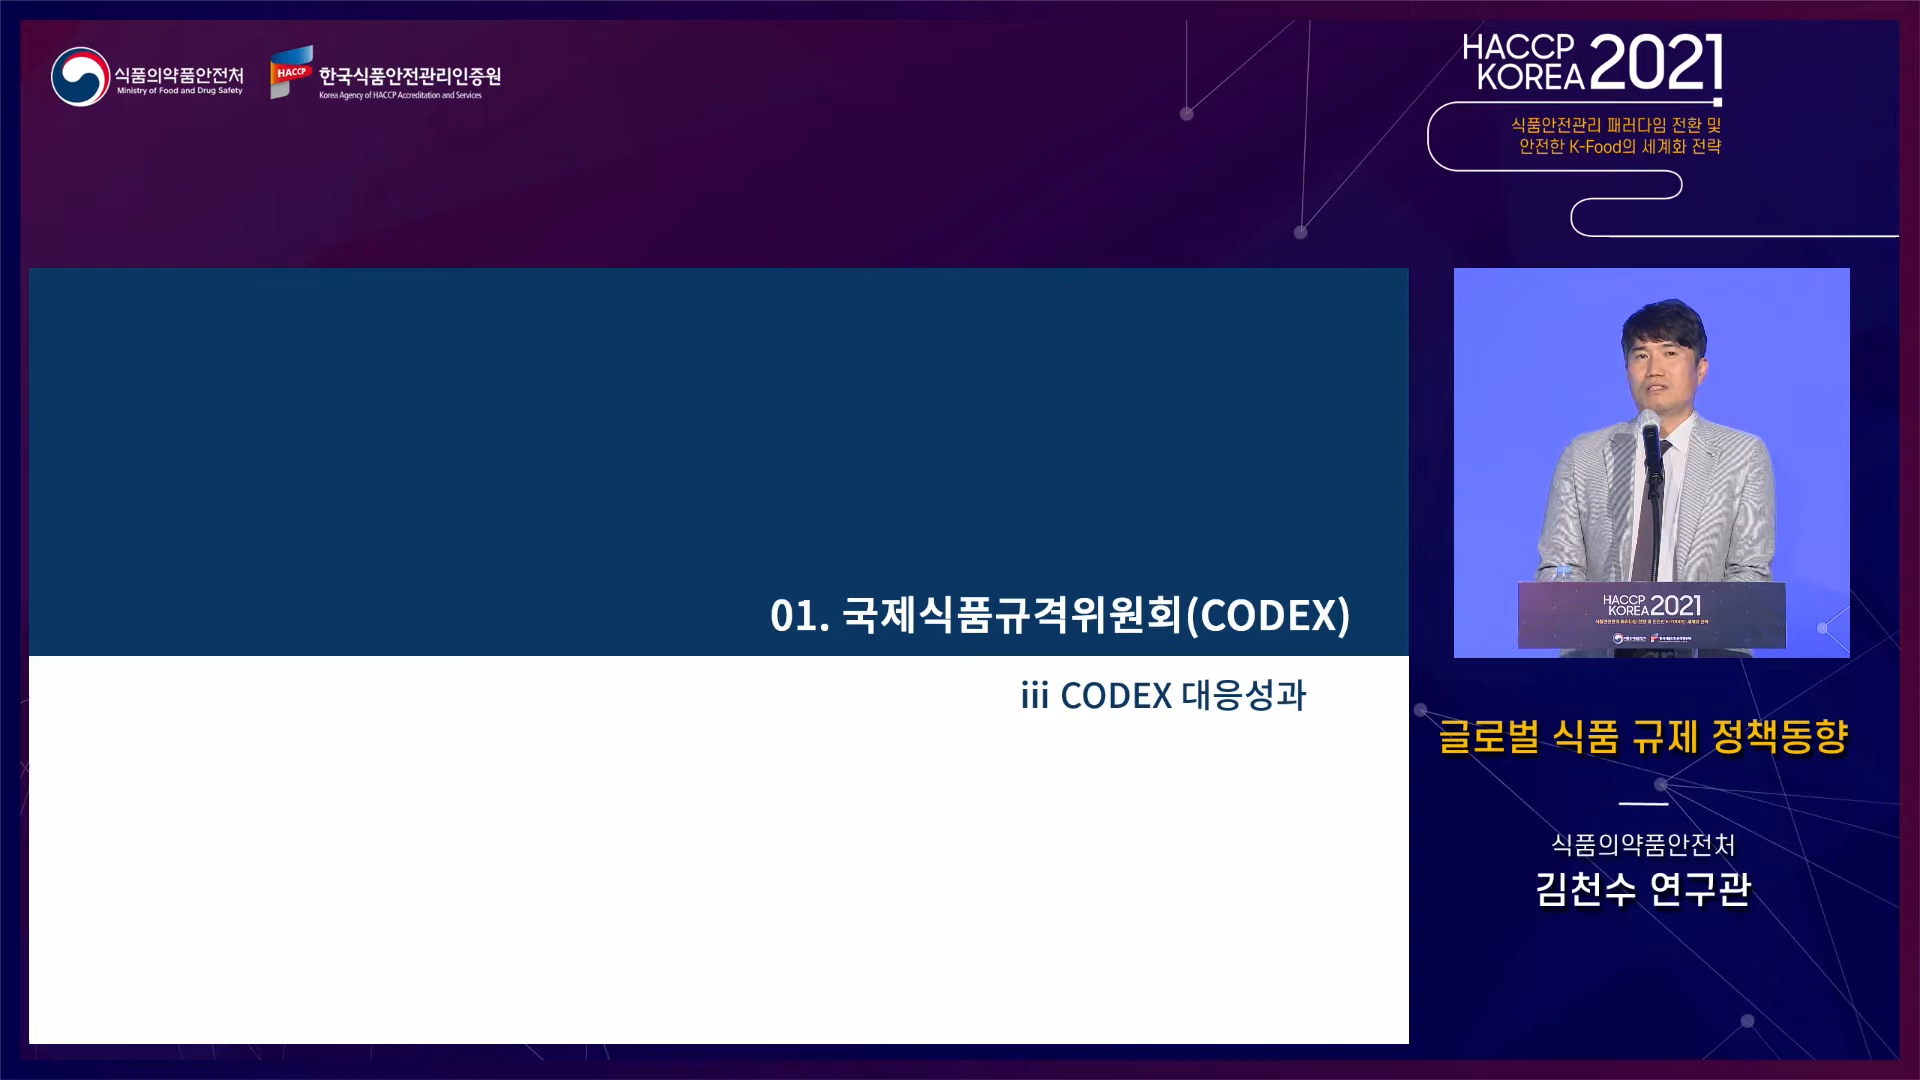 식품의약품안전처
Ministry of Food and Drug Safety
HACCP
한국식품안전관리인증원
Korea Agency of HACCP Accreditation and Services
HACCP
KOREA 2021
식품안전관리 패러다임 전환 및
안전한 K-Food의 세계화 전략
01. 국제식품규격위원회(CODEX)
iii CODEX 대응성과
HACCP
KOREA 2021
글로벌 식품 규제 정책동향
식품의약품안전처
김천수 연구관